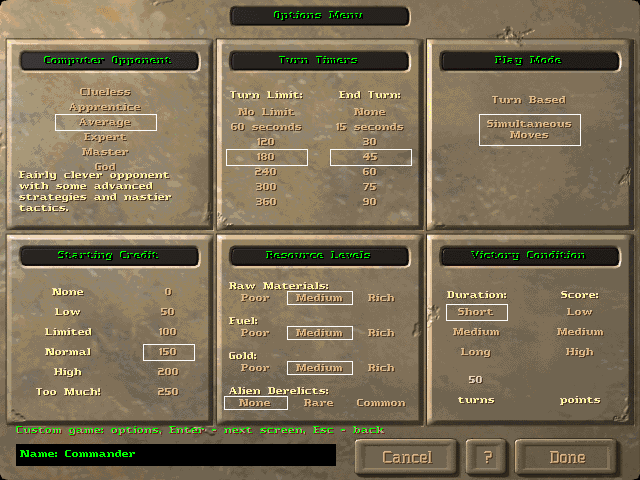 Options Menu
Computer Opponent
Clueless
Apprentice
Average
Expert
Master
God
Fairly clever opponent
with some advanced
strategies and nastier
tactics.
Turn Timers
Turn Limit: End Turn:
No Limit None
60 seconds 15 seconds
120 30
180 45
240 60
300 75
360 90
Play Mode
Turn Based
Simultaneous
Moves
Starting Credit
None 0
Low 50
Limited 100
Normal 150
High 200
Too Much! 250
Resource Levels
Raw Materials:
Poor Medium Rich
Fuel:
Poor Medium Rich
Gold:
Poor Medium Rich
Alien Derelicts:
None Rare Common
Victory Condition
Duration: Score:
Short Low
Medium Medium
Long High
50
turns points
Custom game: options, Enter - next screen, Esc - back
Name: Commander
Cancel ? Done